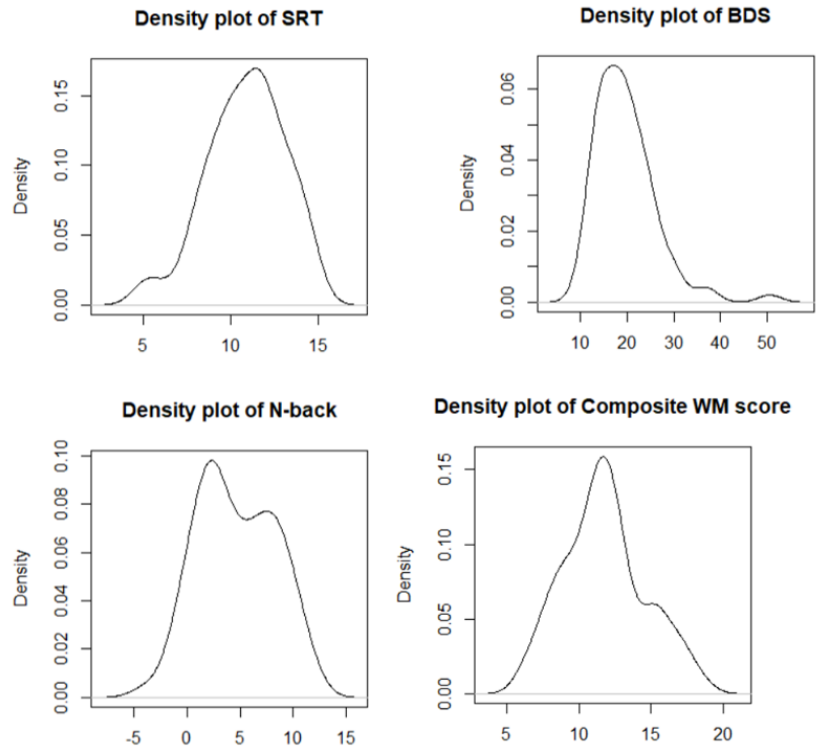 Density plot of SRT
Density
0.00
0.05
0.10
0.15
5 10 15
Density plot of BDS
Density
0.00
0.02
0.04
0.06
10 20 30 40 50
Density plot of N-back
Density
0.00
0.02
0.04
0.06
0.08
0.10
-5 0 5 10 15
Density plot of Composite WM score
Density
0.00
0.05
0.10
0.15
5 10 15 20